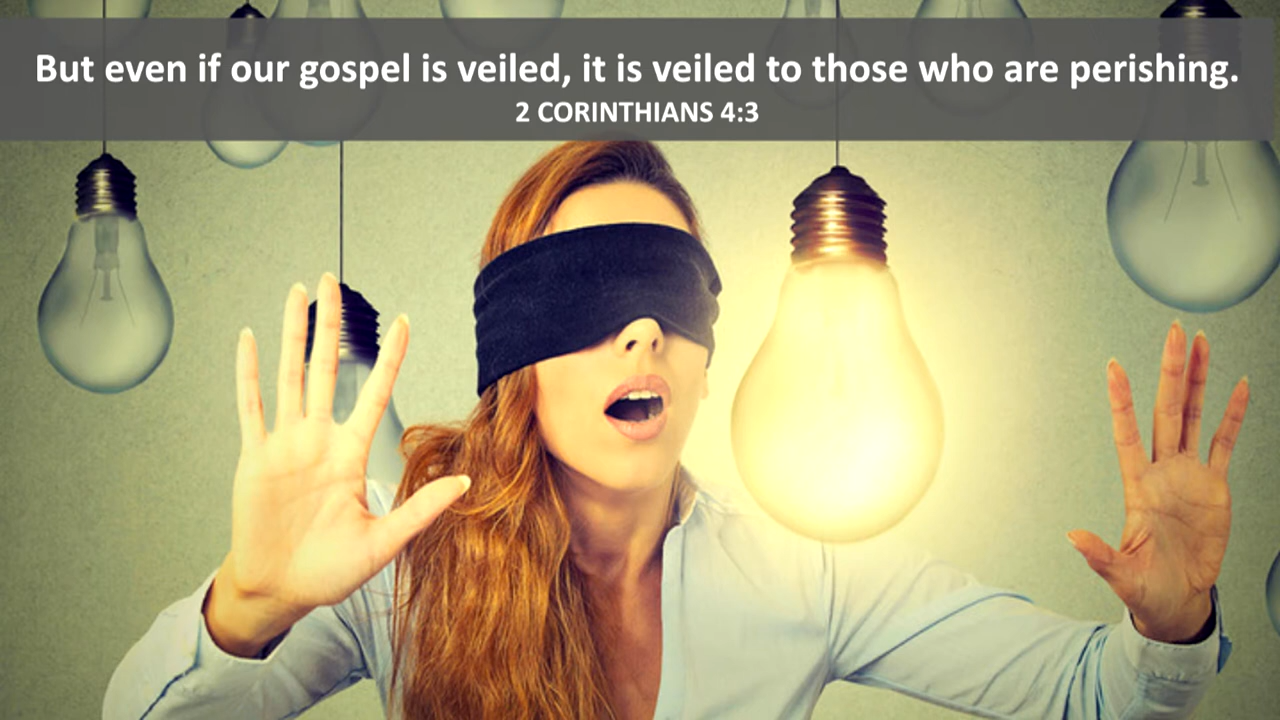 But even if our gospel is veiled, it is veiled to those who are perishing.
2 CORINTHIANS 4:3